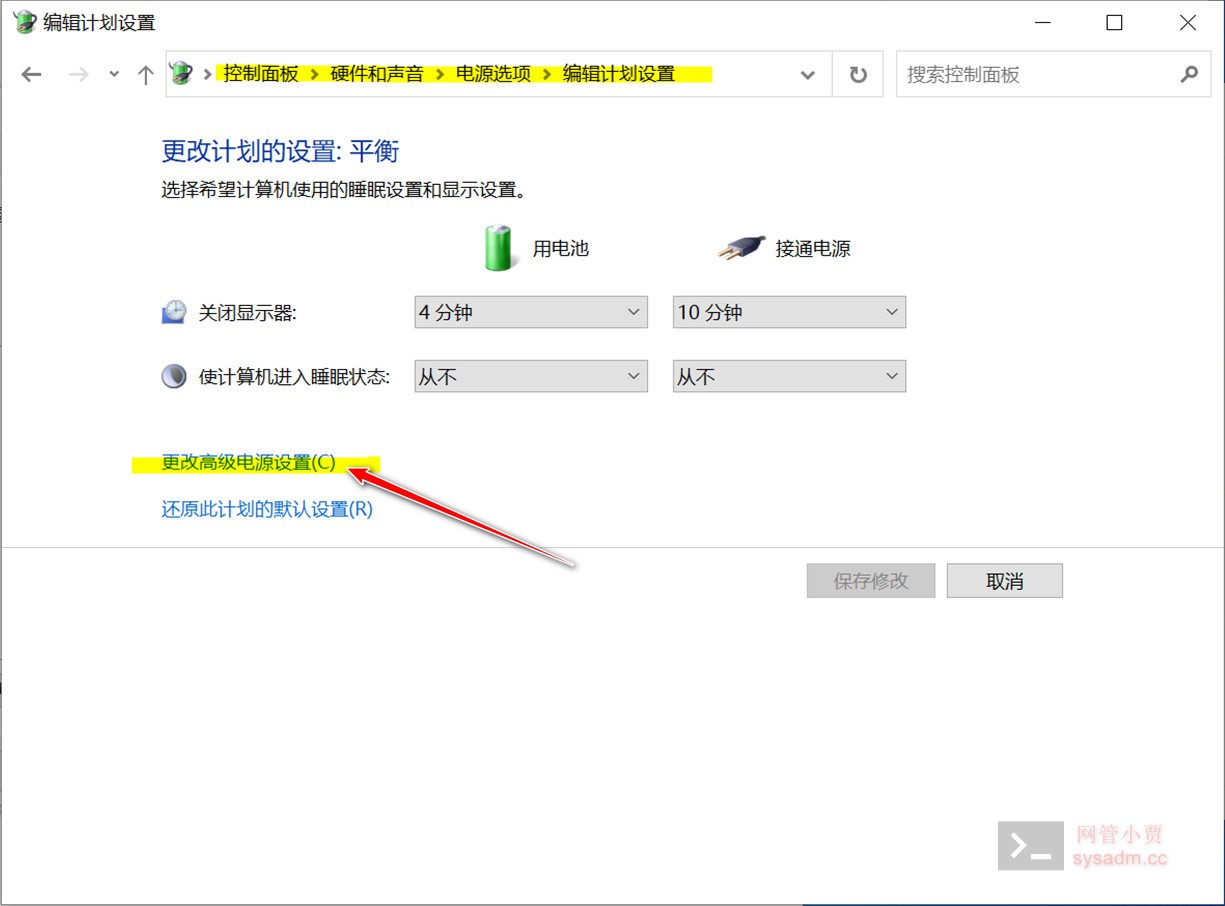 编辑计划设置
控制面板 > 硬件和声音 > 电源选项 > 编辑计划设置
搜索控制面板
更改计划的设置: 平衡
选择希望计算机使用的睡眠设置和显示设置。
用电池 接通电源
关闭显示器: 4 分钟 10 分钟
使计算机进入睡眠状态: 从不 从不
更改高级电源设置(C)
还原此计划的默认设置(R)
保存修改 取消
网管小贾
sysadm.cc